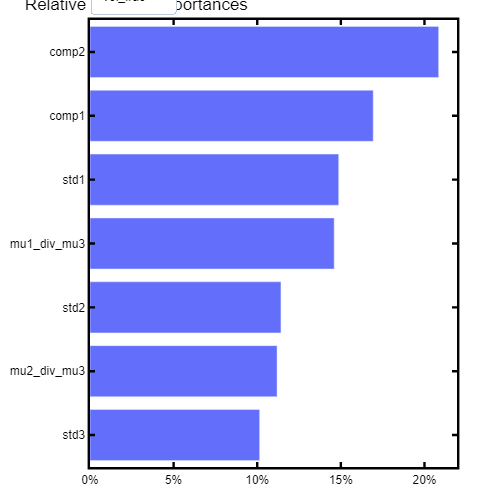 Relative portances
comp2
comp1
std1
mu1_div_mu3
std2
mu2_div_mu3
std3
0% 5% 10% 15% 20%